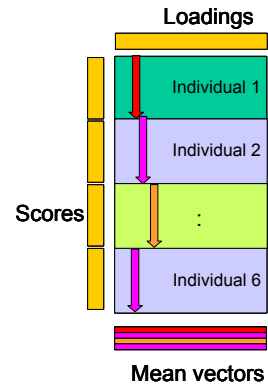 Loadings
Individual 1
Individual 2
Scores
:
Individual 6
Mean vectors